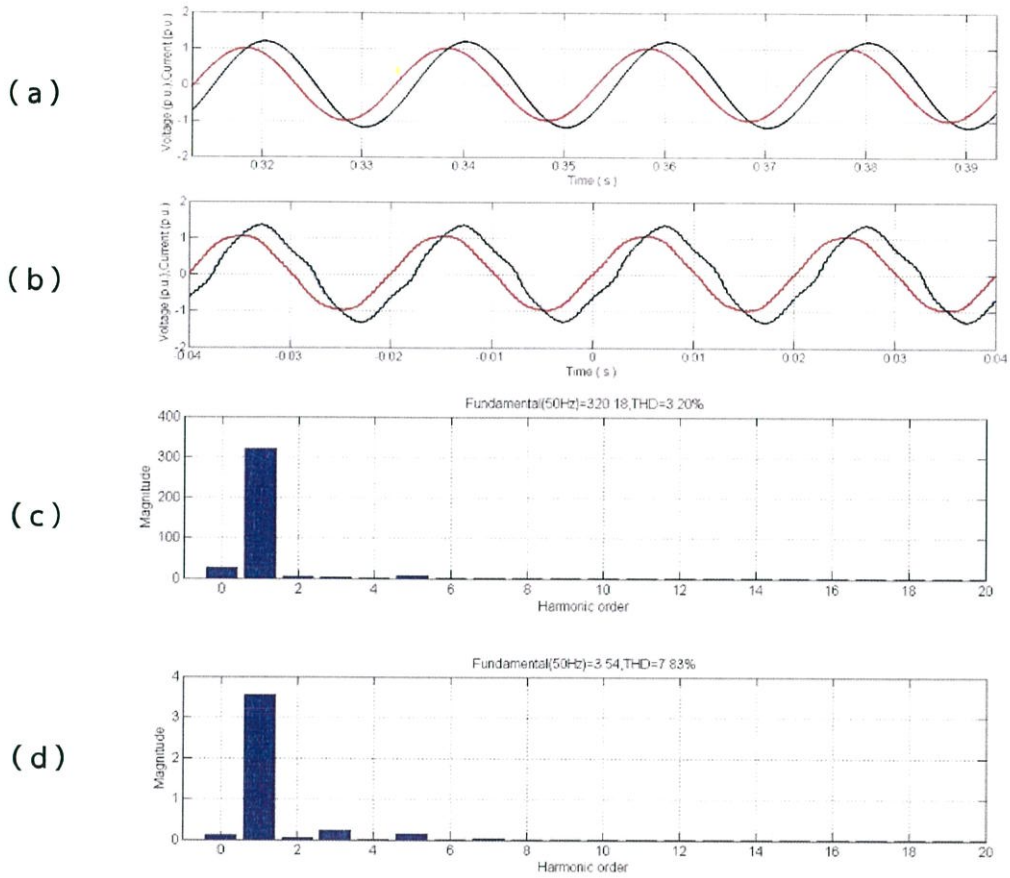 (a)
Voltage (p.u.),Current (p.u.)
2
1
0
-1
-2
0.32 0.33 0.34 0.35 0.36 0.37 0.38 0.39
Time ( s )
(b)
Voltage (p.u.),Current (p.u.)
2
1
0
-1
-2
-0.04 -0.03 -0.02 -0.01 0 0.01 0.02 0.03 0.04
Time ( s )
(c)
Fundamental(50Hz)=320.18,THD=3.20%
Magnitude
400
300
200
100
0
0 2 4 6 8 10 12 14 16 18 20
Harmonic order
(d)
Fundamental(50Hz)=3.54,THD=7.83%
Magnitude
4
3
2
1
0
0 2 4 6 8 10 12 14 16 18 20
Harmonic order